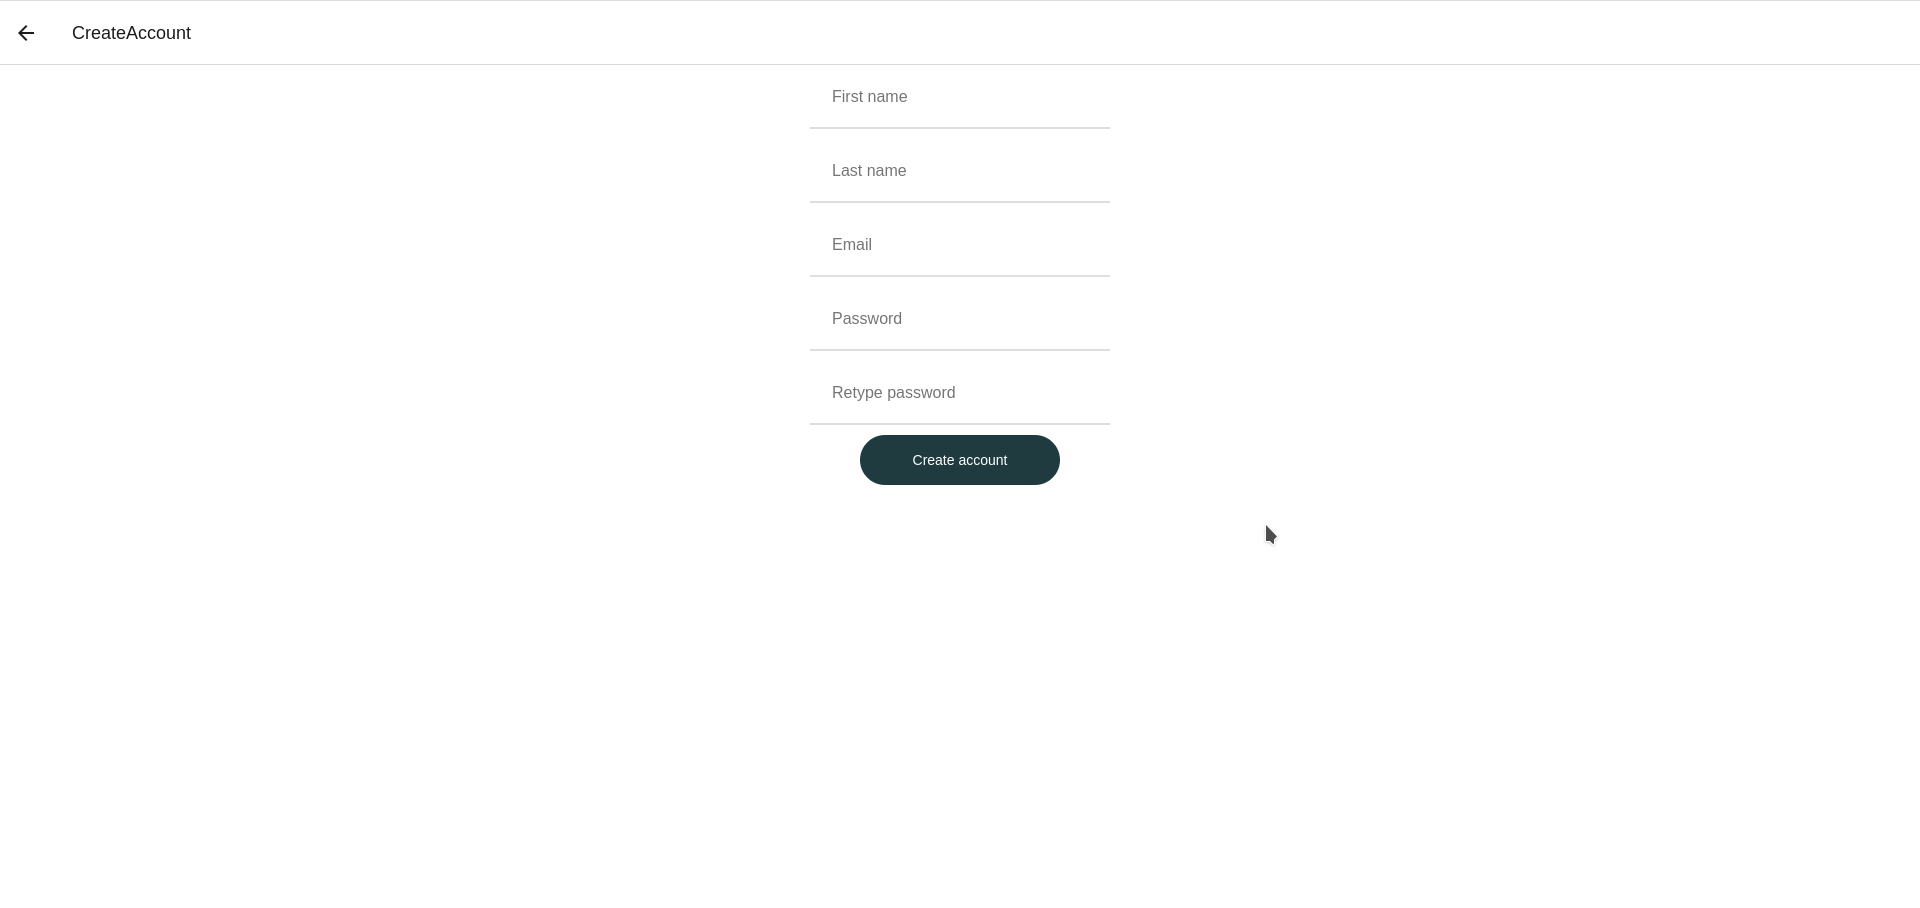 CreateAccount
First name
Last name
Email
Password
Retype password
Create account